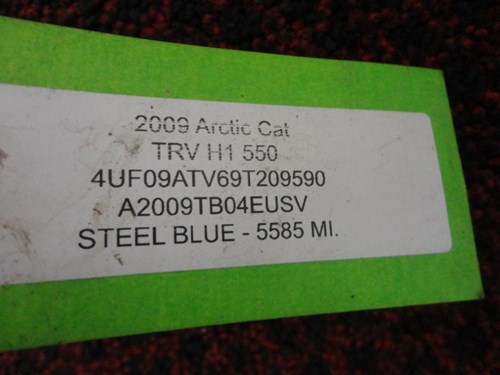 2009 Arctic Cat
TRV H1 550
4UF09ATV69T209590
A2009TB04EUSV
STEEL BLUE - 5585 MI.